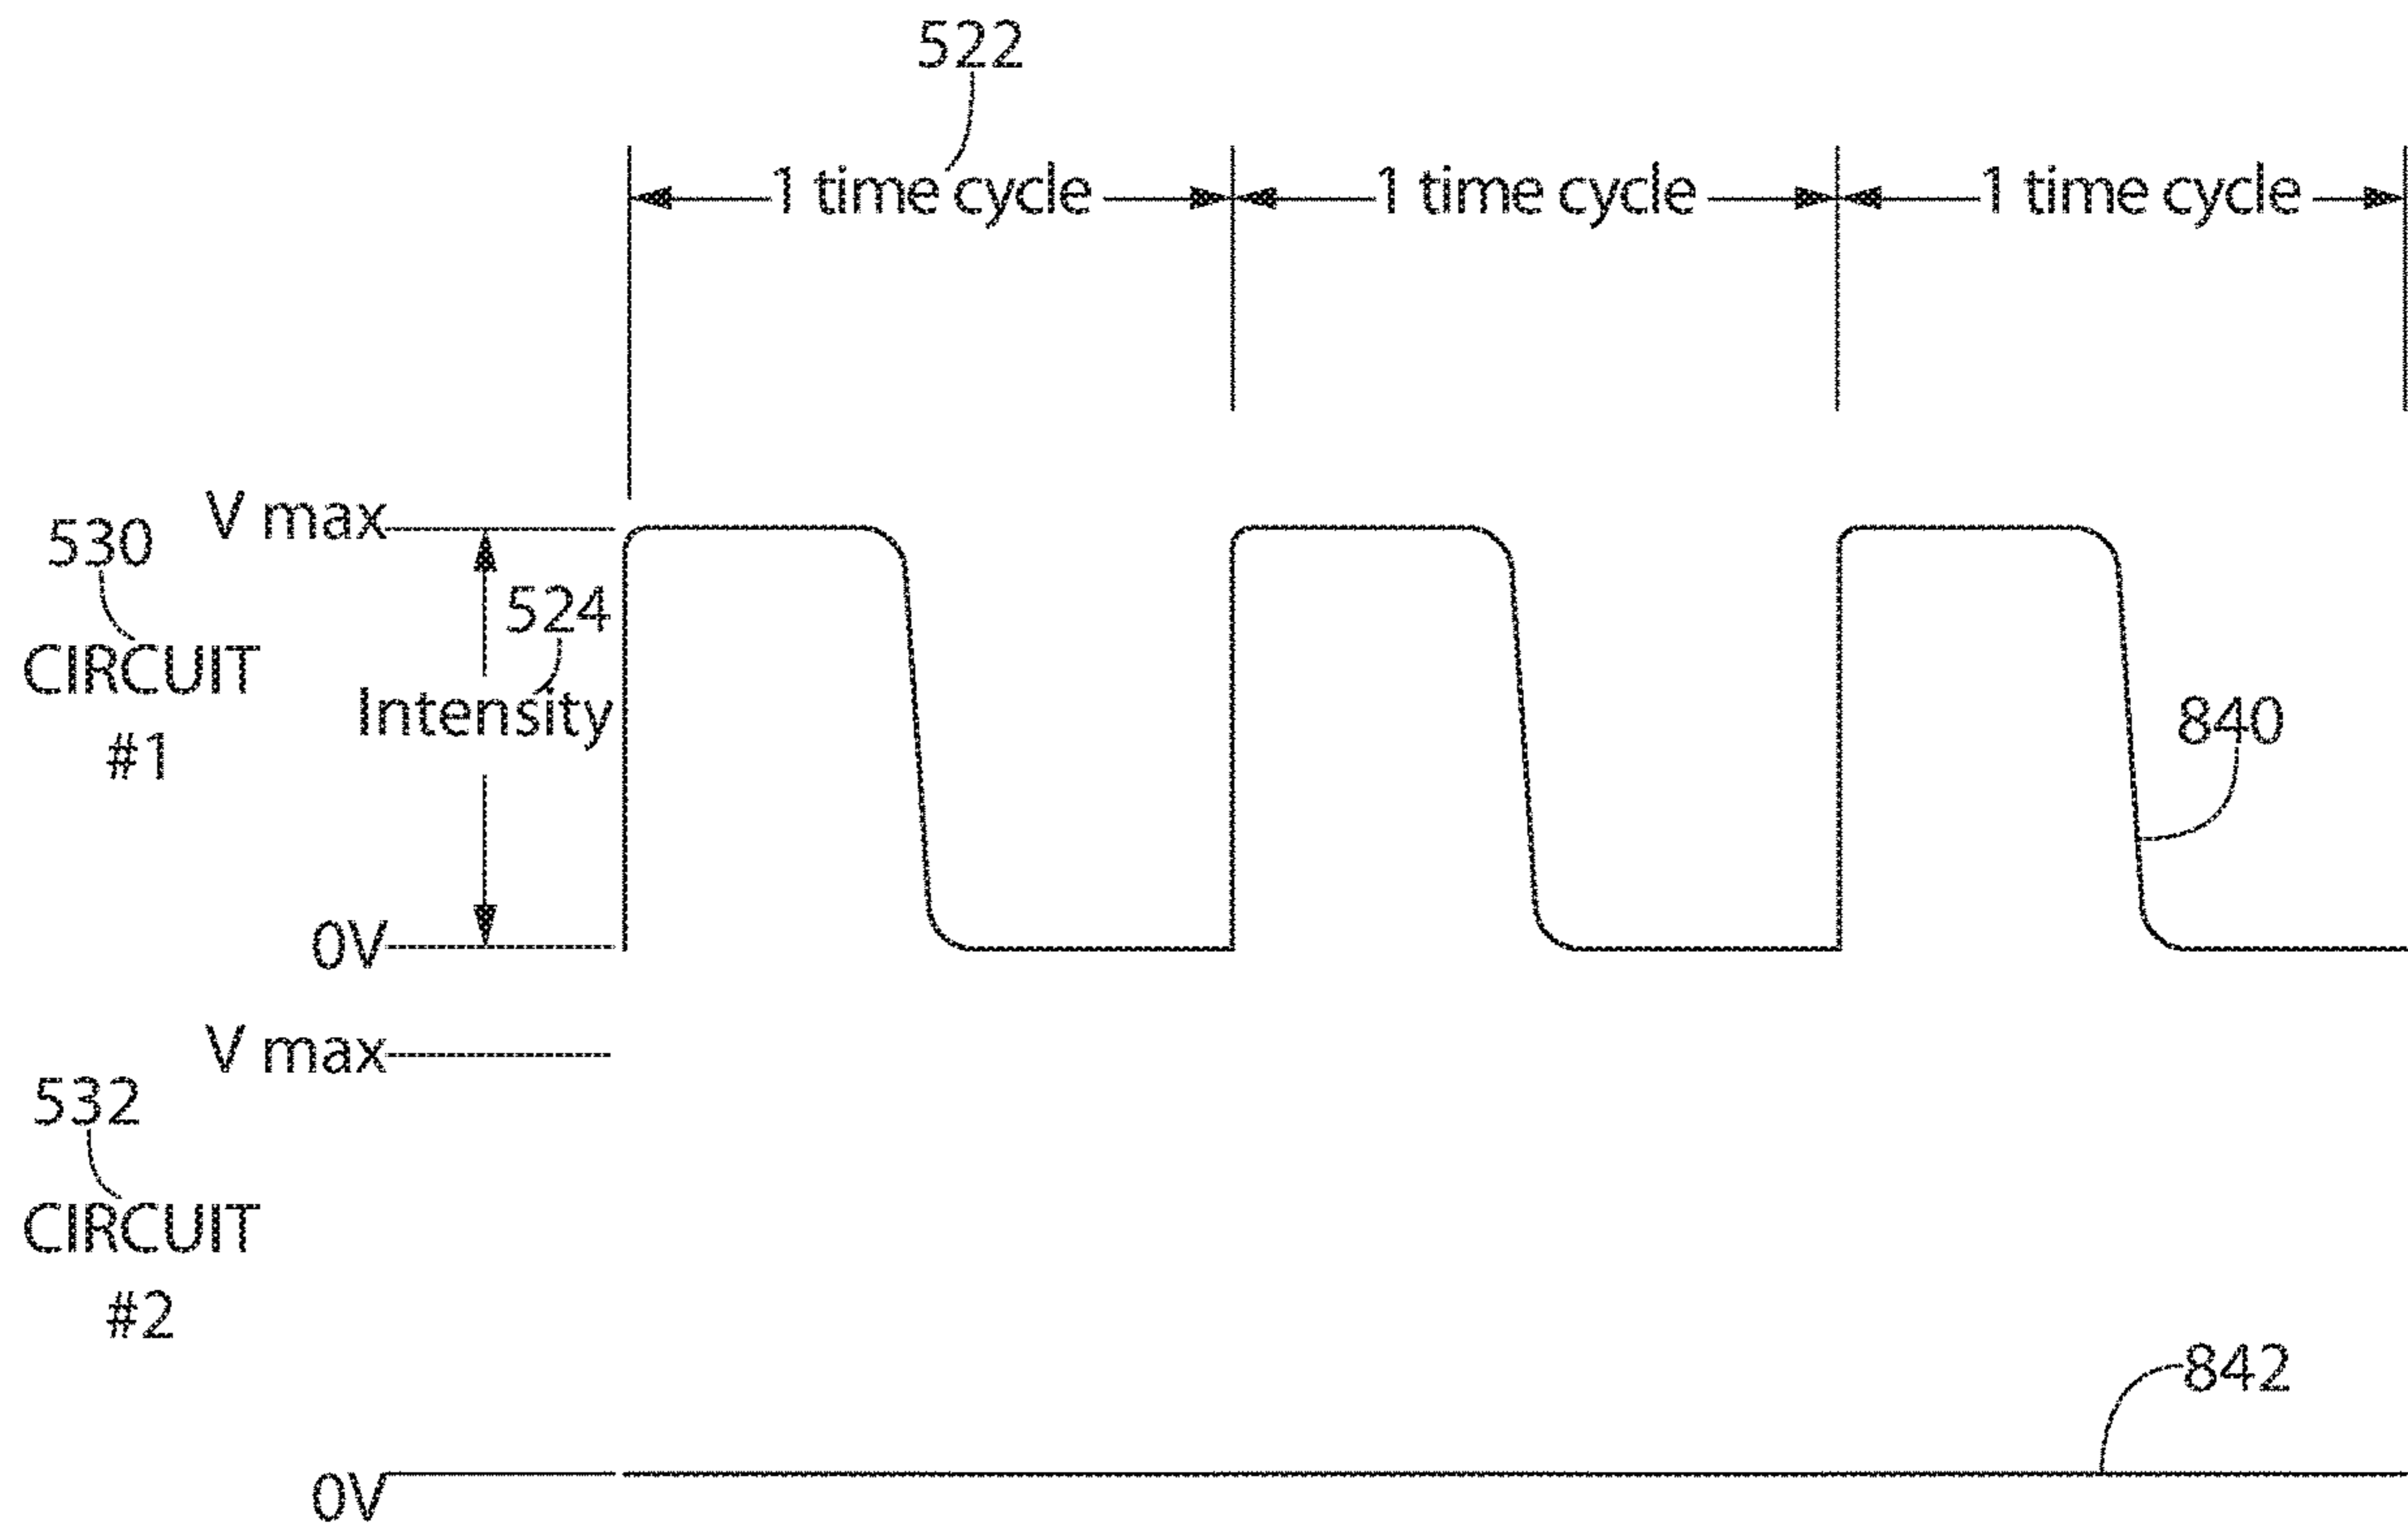 522
1 time cycle 1 time cycle 1 time cycle
V max
530
524
CIRCUIT
Intensity
#1
840
0V
V max
532
CIRCUIT
#2
842
0V